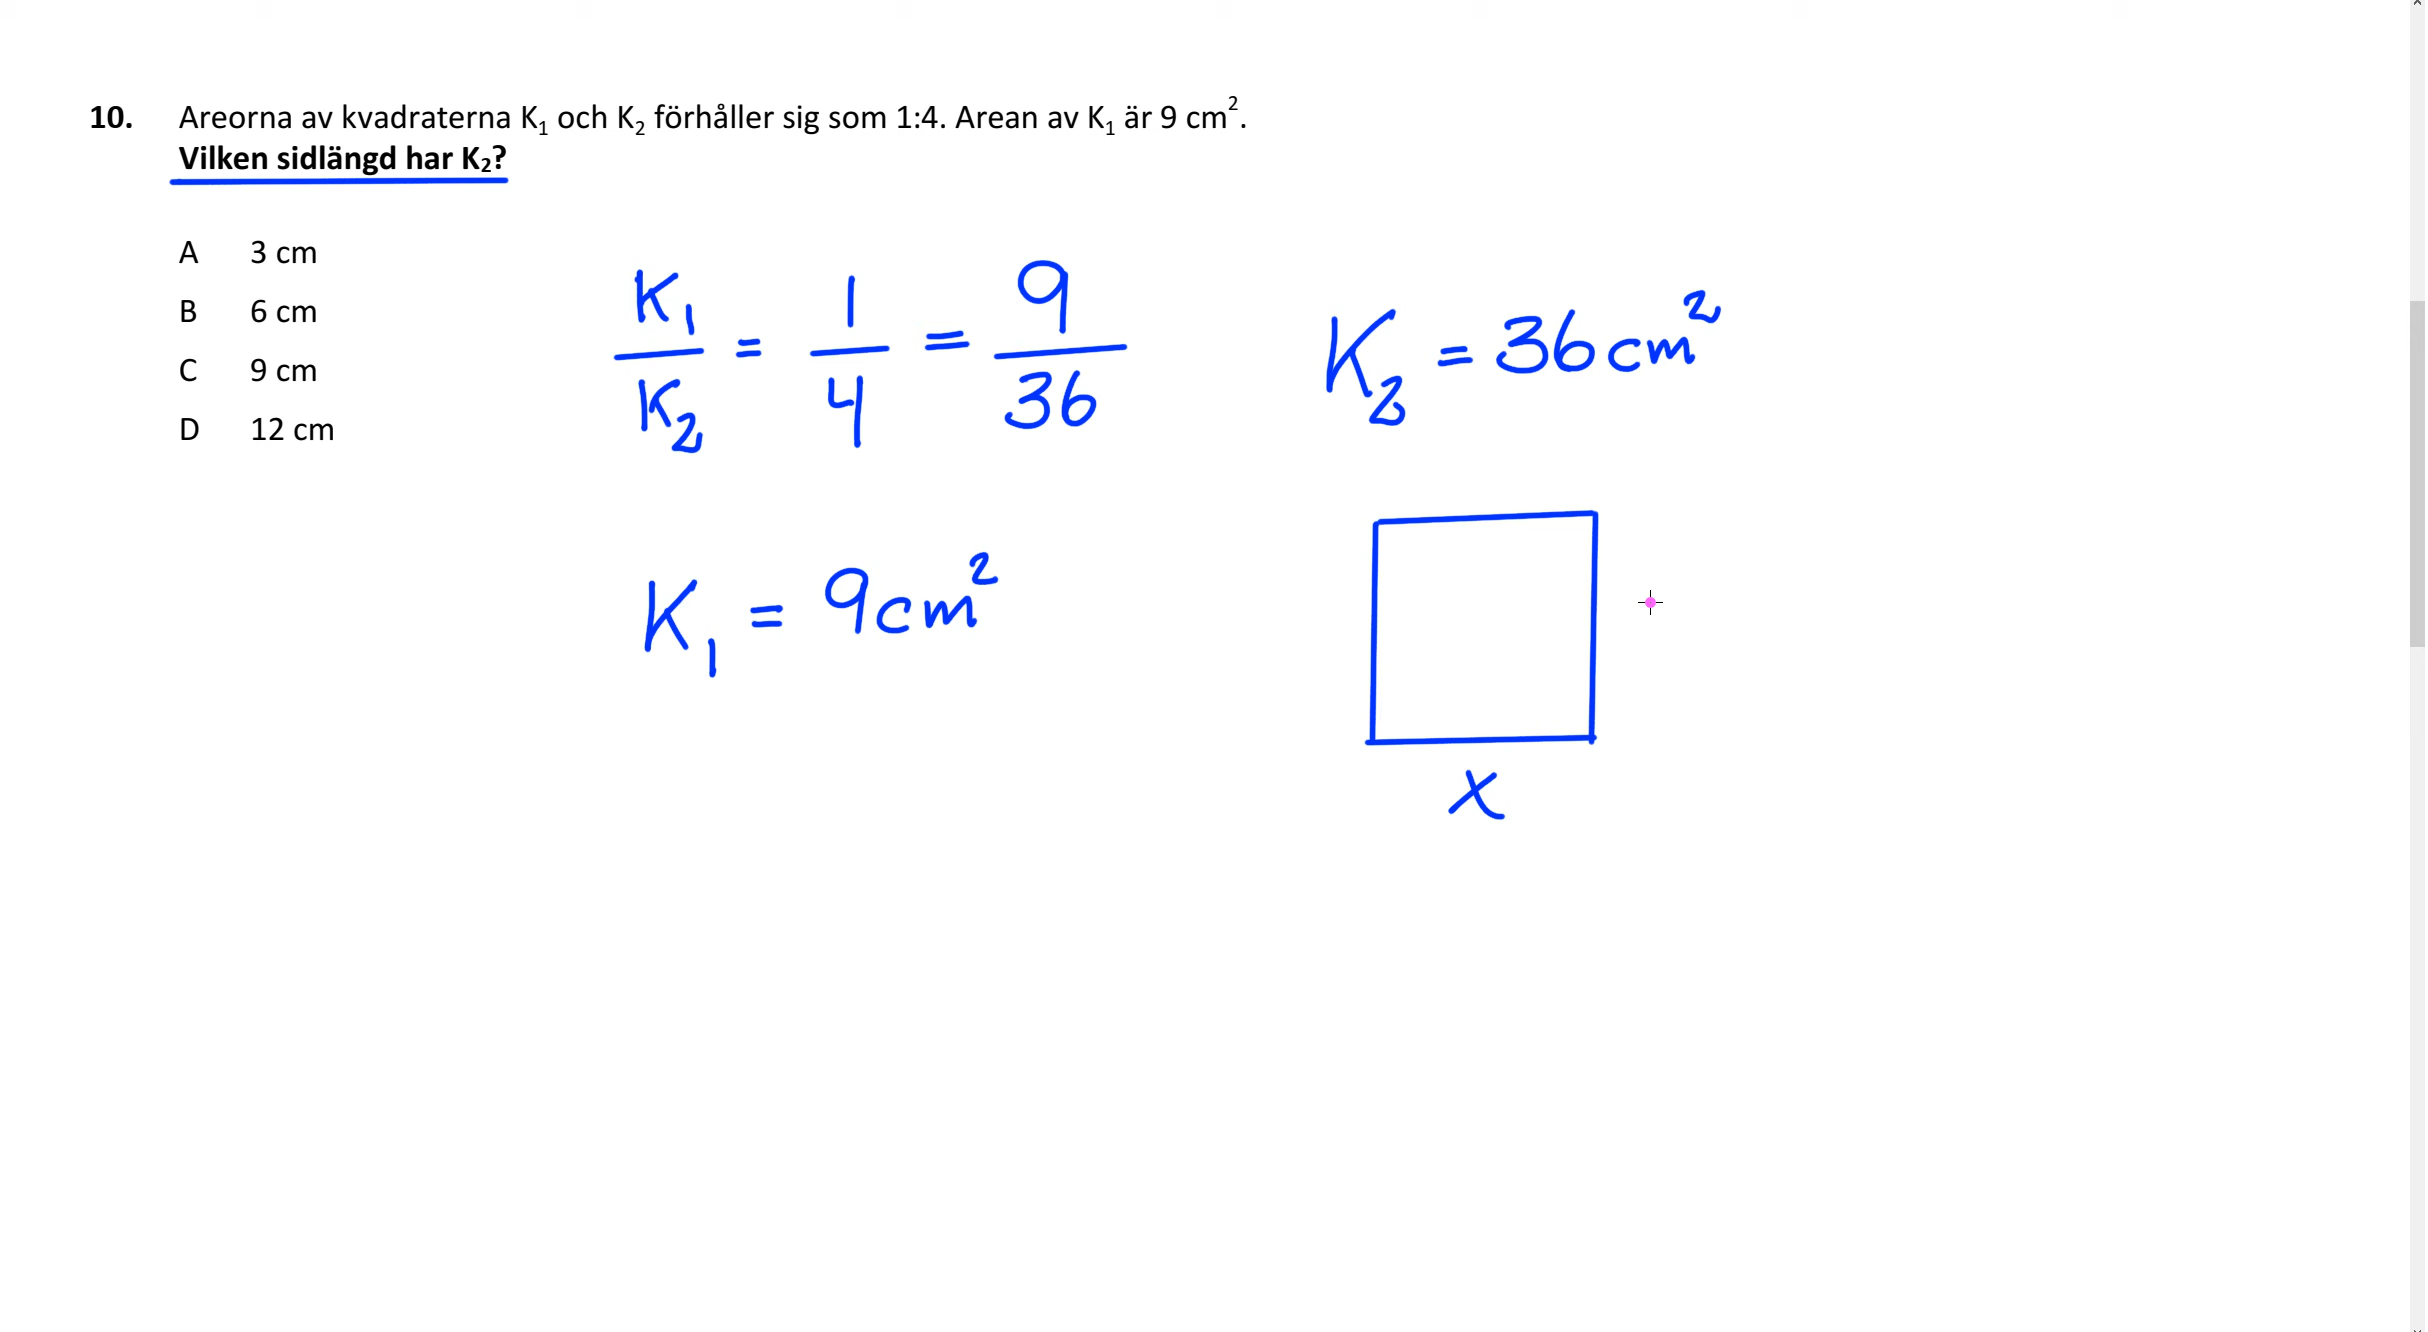 10. Areorna av kvadraterna K₁ och K₂ förhåller sig som 1:4. Arean av K₁ är 9 cm².
Vilken sidlängd har K₂?
A 3 cm
B 6 cm
C 9 cm
D 12 cm
K₁/K₂ = 1/4 = 9/36
K₂ = 36 cm²
K₁ = 9 cm²
x